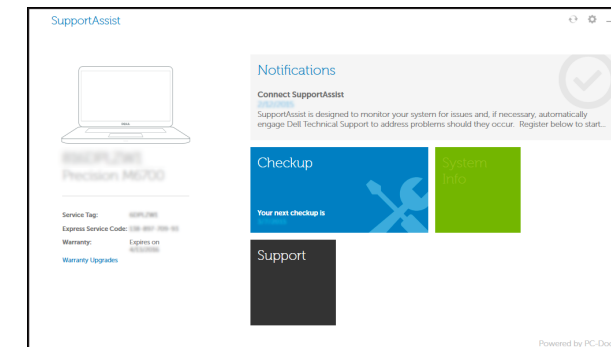 SupportAssist
Notifications
Connect SupportAssist
SupportAssist is designed to monitor your system for issues and, if necessary, automatically
engage Dell Technical Support to address problems should they occur. Register below to start...
DELL
Precision M6700
Checkup
System
Info
Your next checkup is
Service Tag:
Express Service Code:
Warranty: Expires on
Warranty Upgrades
Support
Powered by PC-Doc